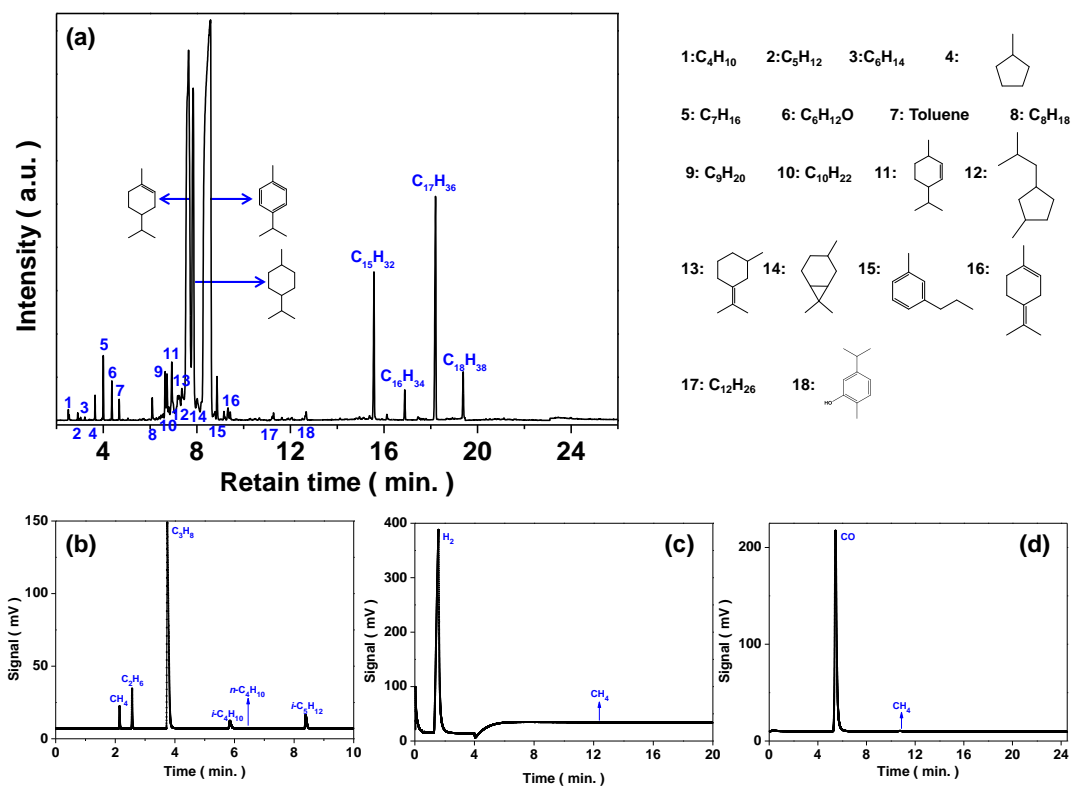 (a)
Intensity ( a.u. )
C₁₇H₃₆
C₁₅H₃₂
C₁₆H₃₄
C₁₈H₃₈
1
2
3
4
5
6
7
8
9
10
11
12
13
14
15
16
17
18
4 8 12 16 20 24
Retain time ( min. )
1:C₄H₁₀ 2:C₅H₁₂ 3:C₆H₁₄ 4:
5: C₇H₁₆ 6: C₆H₁₂O 7: Toluene 8: C₈H₁₈
9: C₉H₂₀ 10: C₁₀H₂₂ 11: 12:
13: 14: 15: 16:
17: C₁₂H₂₆ 18:
HO
(b)
150
100
50
0
Signal ( mV )
C₃H₈
C₂H₆
CH₄
n-C₄H₁₀
i-C₄H₁₀
i-C₅H₁₂
0 2 4 6 8 10
Time ( min. )
(c)
400
300
200
100
0
Signal ( mV )
H₂
CH₄
0 4 8 12 16 20
Time ( min. )
(d)
200
100
0
Signal ( mV )
CO
CH₄
0 4 8 12 16 20 24
Time ( min. )